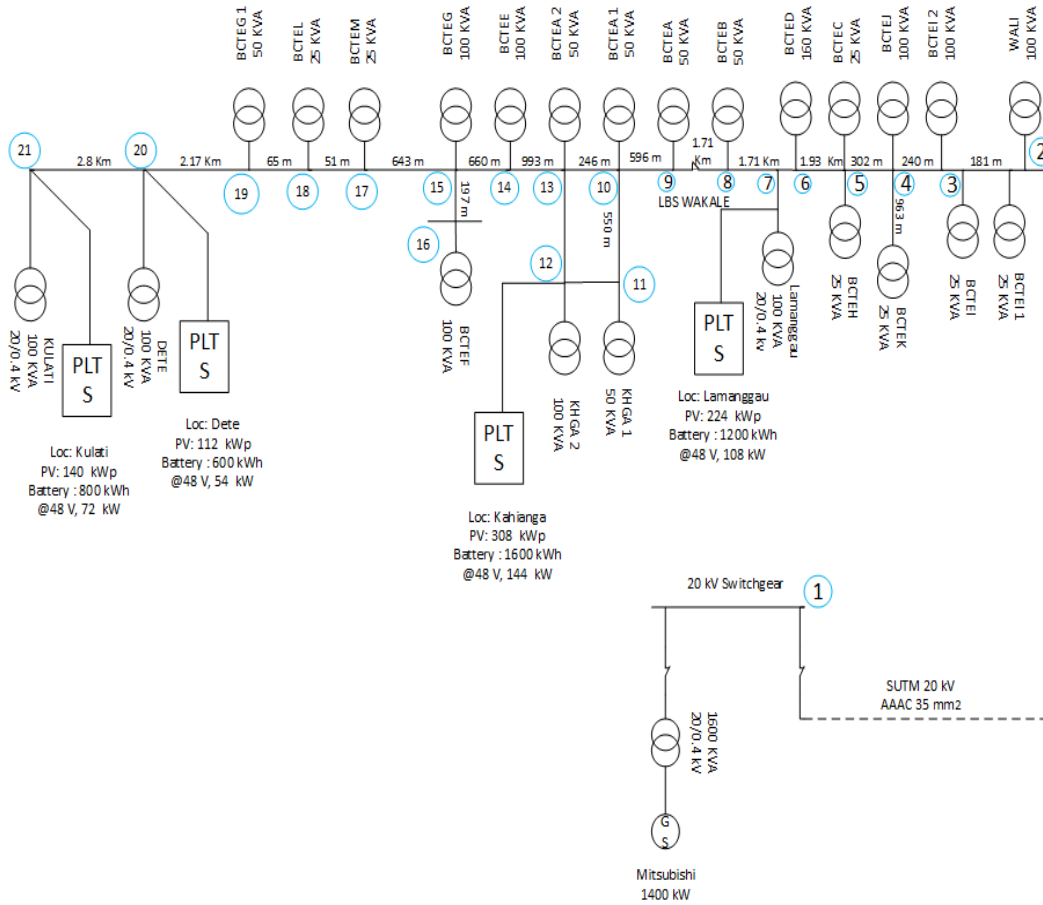 BCTEG 1
50 KVA
BCTEL
25 KVA
BCTEM
25 KVA
BCTEG
100 KVA
BCTEE
100 KVA
BCTEA 2
50 KVA
BCTEA 1
50 KVA
BCTEA
50 KVA
BCTEB
50 KVA
BCTED
160 KVA
BCTEC
25 KVA
BCTEJ
100 KVA
BCTEI 2
100 KVA
WALI
100 KVA
21
2.8 Km
20
2.17 Km
65 m
51 m
643 m
660 m
993 m
246 m
596 m
1.71
Km
1.71 Km
1.93 Km
302 m
240 m
181 m
2
19
18
17
15
14
13
10
9
8
7
6
5
4
3
LBS WAKALE
197 m
550 m
963 m
16
12
11
BCTEF
100 KVA
KHGA 2
100 KVA
KHGA 1
50 KVA
Lamanggau
100 KVA
20/0.4 kv
BCTEH
25 KVA
BCTEK
25 KVA
BCTEI
25 KVA
BCTEI 1
25 KVA
KULATI
100 KVA
20/0.4 kv
PLT
S
DETE
100 KVA
20/0.4 kv
PLT
S
PLT
S
PLT
S
Loc: Kulati
PV: 140 kWp
Battery : 800 kWh
@48 V, 72 kW
Loc: Dete
PV: 112 kWp
Battery : 600 kWh
@48 V, 54 kW
Loc: Kahianga
PV: 308 kWp
Battery : 1600 kWh
@48 V, 144 kW
Loc: Lamanggau
PV: 224 kWp
Battery : 1200 kWh
@48 V, 108 kW
20 kV Switchgear
1
SUTM 20 kV
AAAC 35 mm2
1600 KVA
20/0.4 kV
G
S
Mitsubishi
1400 kW